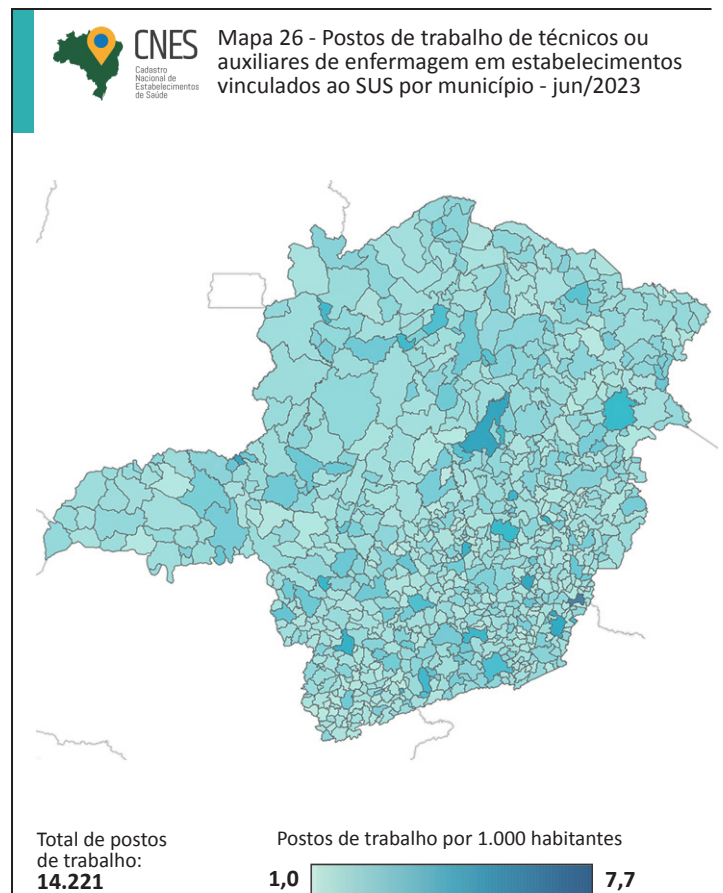 CNES
Cadastro
Nacional de
Estabelecimentos
de Saúde
Mapa 26 - Postos de trabalho de técnicos ou
auxiliares de enfermagem em estabelecimentos
vinculados ao SUS por município - jun/2023
Total de postos
de trabalho:
14.221
Postos de trabalho por 1.000 habitantes
1,0
7,7